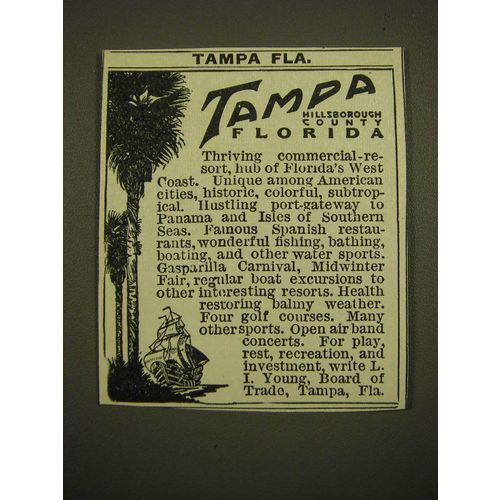 TAMPA FLA.
TAMPA
HILLSBOROUGH
COUNTY
FLORIDA
Thriving commercial-re-
sort, hub of Florida's West
Coast. Unique among American
cities, historic, colorful, subtrop-
ical. Hustling port-gateway to
Panama and Isles of Southern
Seas. Famous Spanish restau-
rants, wonderful fishing, bathing,
boating, and other water sports.
Gasparilla Carnival, Midwinter
Fair, regular boat excursions to
other interesting resorts. Health
restoring balmy weather.
Four golf courses. Many
other sports. Open air band
concerts. For play,
rest, recreation, and
investment, write L.
I. Young, Board of
Trade, Tampa, Fla.